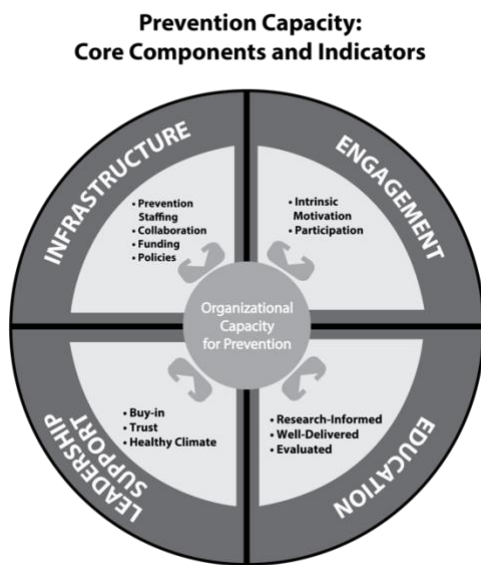 Prevention Capacity:
Core Components and Indicators
INFRASTRUCTURE
• Prevention
Staffing
• Collaboration
• Funding
• Policies
ENGAGEMENT
• Intrinsic
Motivation
• Participation
Organizational
Capacity
for Prevention
LEADERSHIP
SUPPORT
• Buy-in
• Trust
• Healthy Climate
EDUCATION
• Research-Informed
• Well-Delivered
• Evaluated